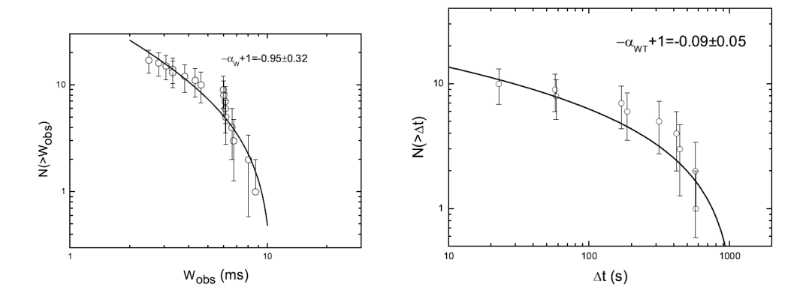 −α_w+1=-0.95±0.32
10
1
N(>W_obs)
1
10
W_obs (ms)
−α_WT+1=-0.09±0.05
10
1
N(>Δt)
10
100
1000
Δt (s)